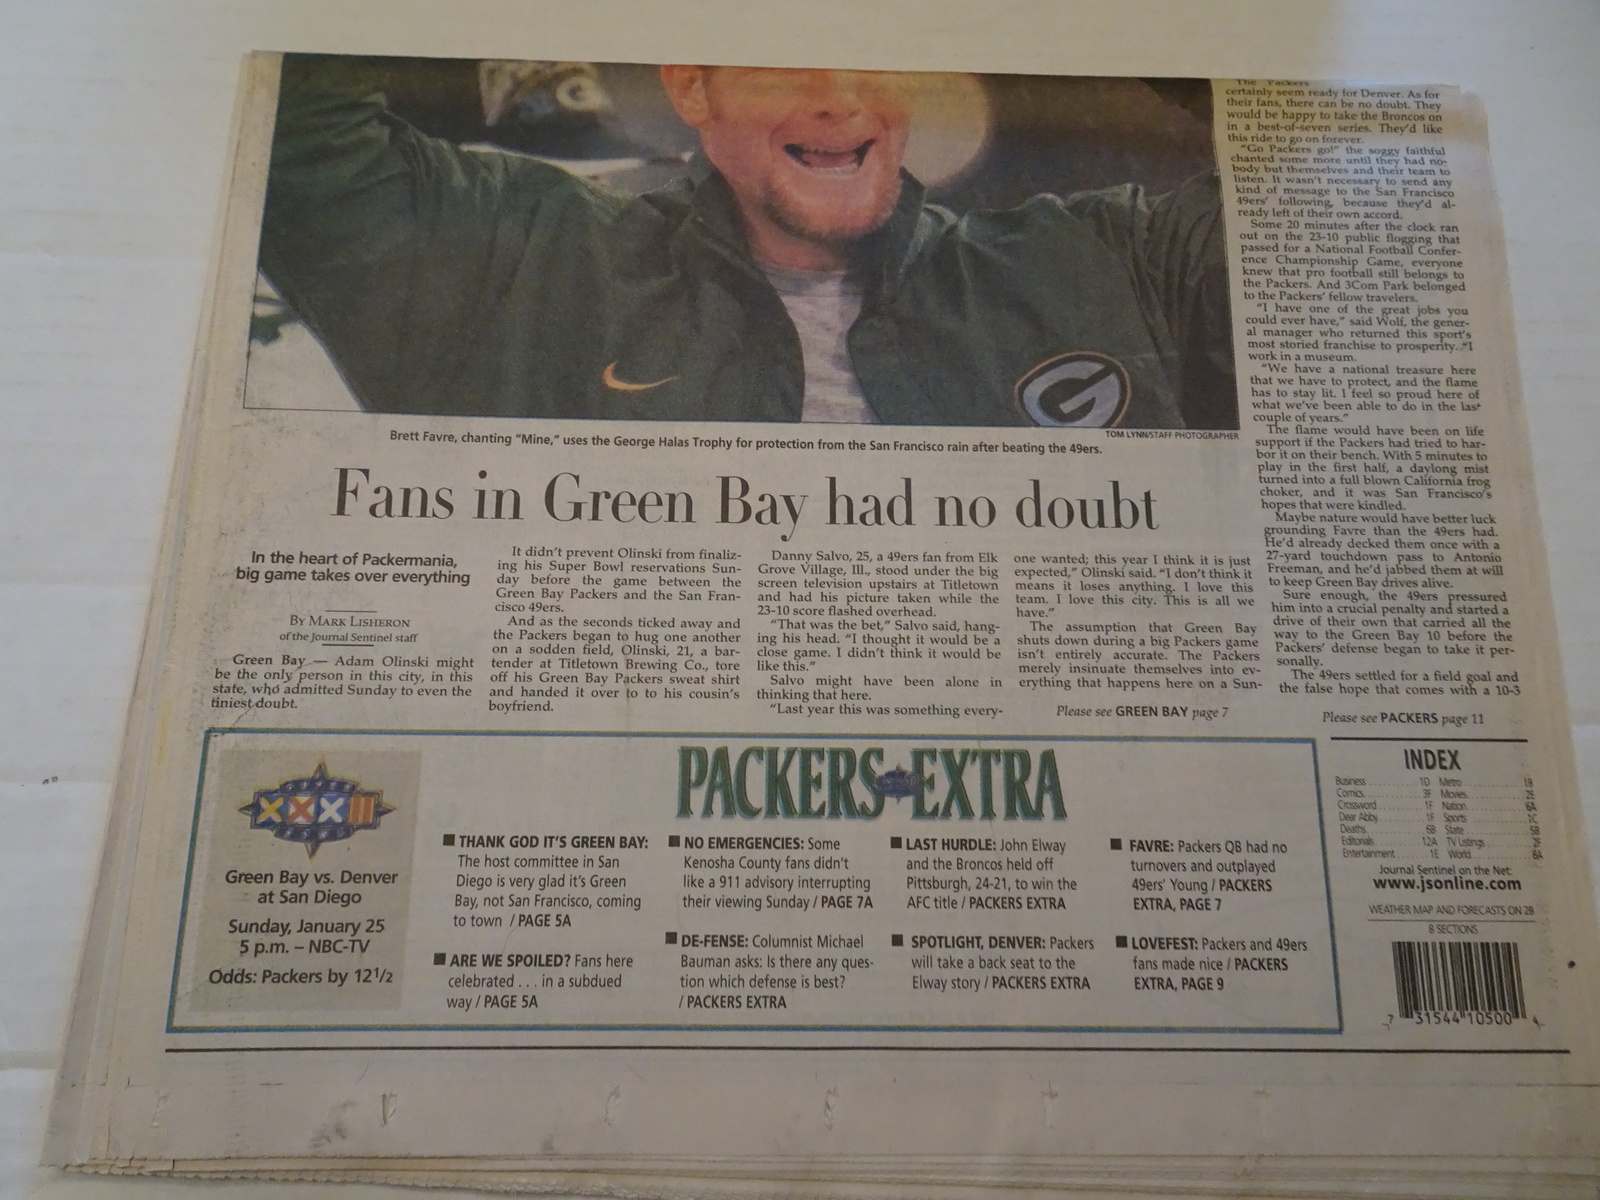 The Packers
certainly seem ready for Denver. As for
their fans, there can be no doubt. They
would be happy to take the Broncos on
in a best-of-seven series. They'd like
this ride to go on forever.
"Go Packers go!" the soggy faithful
chanted some more until they had no-
body but themselves and their team to
listen. It wasn't necessary to send any
kind of message to the San Francisco
49ers' following, because they'd al-
ready left of their own accord.
Some 20 minutes after the clock ran
out on the 23-10 public flogging that
passed for a National Football Confer-
ence Championship Game, everyone
knew that pro football still belongs to
the Packers. And 3Com Park belonged
to the Packers' fellow travelers.
"I have one of the great jobs you
could ever have," said Wolf, the gener-
al manager who returned this sport's
most storied franchise to prosperity. "I
work in a museum.
"We have a national treasure here
that we have to protect, and the flame
has to stay lit. I feel so proud here of
what we've been able to do in the last
couple of years."
The flame would have been on life
support if the Packers had tried to har-
bor it on their bench. With 5 minutes to
play in the first half, a daylong mist
turned into a full blown California frog
choker, and it was San Francisco's
hopes that were kindled.
Maybe nature would have better luck
grounding Favre than the 49ers had.
He'd already decked them once with a
27-yard touchdown pass to Antonio
Freeman, and he'd jabbed them at will
to keep Green Bay drives alive.
Sure enough, the 49ers pressured
him into a crucial penalty and started a
drive of their own that carried all the
way to the Green Bay 10 before the
Packers' defense began to take it per-
sonally.
The 49ers settled for a field goal and
the false hope that comes with a 10-3
Please see PACKERS page 11
G
TOM LYNN/STAFF PHOTOGRAPHER
Brett Favre, chanting "Mine," uses the George Halas Trophy for protection from the San Francisco rain after beating the 49ers.
Fans in Green Bay had no doubt
In the heart of Packermania,
big game takes over everything
BY MARK LISHERON
of the Journal Sentinel staff
Green Bay — Adam Olinski might
be the only person in this city, in this
state, who admitted Sunday to even the
tiniest doubt.
It didn't prevent Olinski from finaliz-
ing his Super Bowl reservations Sun-
day before the game between the
Green Bay Packers and the San Fran-
cisco 49ers.
And as the seconds ticked away and
the Packers began to hug one another
on a sodden field, Olinski, 21, a bar-
tender at Titletown Brewing Co., tore
off his Green Bay Packers sweat shirt
and handed it over to to his cousin's
boyfriend.
Danny Salvo, 25, a 49ers fan from Elk
Grove Village, Ill., stood under the big
screen television upstairs at Titletown
and had his picture taken while the
23-10 score flashed overhead.
"That was the bet," Salvo said, hang-
ing his head. "I thought it would be a
close game. I didn't think it would be
like this."
Salvo might have been alone in
thinking that here.
"Last year this was something every-
one wanted; this year I think it is just
expected," Olinski said. "I don't think it
means it loses anything. I love this
team. I love this city. This is all we
have."
The assumption that Green Bay
shuts down during a big Packers game
isn't entirely accurate. The Packers
merely insinuate themselves into ev-
erything that happens here on a Sun-
Please see GREEN BAY page 7
PACKERS EXTRA
SUPER
XXXII
BOWL
Green Bay vs. Denver
at San Diego
Sunday, January 25
5 p.m. – NBC-TV
Odds: Packers by 12 1/2
THANK GOD IT'S GREEN BAY:
The host committee in San
Diego is very glad it's Green
Bay, not San Francisco, coming
to town / PAGE 5A
ARE WE SPOILED? Fans here
celebrated . . . in a subdued
way / PAGE 5A
NO EMERGENCIES: Some
Kenosha County fans didn't
like a 911 advisory interrupting
their viewing Sunday / PAGE 7A
DE-FENSE: Columnist Michael
Bauman asks: Is there any ques-
tion which defense is best?
/ PACKERS EXTRA
LAST HURDLE: John Elway
and the Broncos held off
Pittsburgh, 24-21, to win the
AFC title / PACKERS EXTRA
SPOTLIGHT, DENVER: Packers
will take a back seat to the
Elway story / PACKERS EXTRA
FAVRE: Packers QB had no
turnovers and outplayed
49ers' Young / PACKERS
EXTRA, PAGE 7
LOVEFEST: Packers and 49ers
fans made nice / PACKERS
EXTRA, PAGE 9
INDEX
Business 1D Metro 1B
Comics 3F Movies 2E
Crossword 1F Nation 6A
Dear Abby 1F Sports 1C
Deaths 6B State 5B
Editorials 12A TV Listings 2F
Entertainment 1E World 8A
Journal Sentinel on the Net:
www.jsonline.com
WEATHER MAP AND FORECASTS ON 2B
8 SECTIONS
7 31544 10500 4